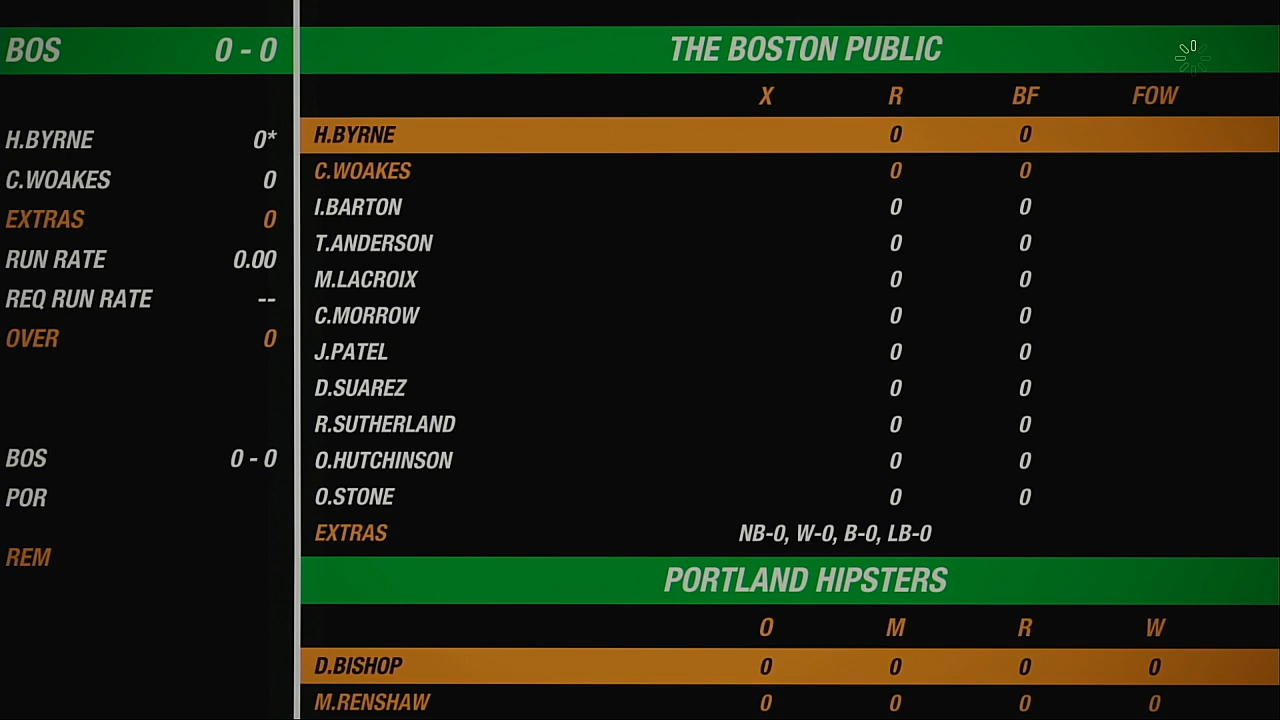 BOS 0 - 0
H.BYRNE 0*
C.WOAKES 0
EXTRAS 0
RUN RATE 0.00
REQ RUN RATE --
OVER 0
BOS 0 - 0
POR
REM
THE BOSTON PUBLIC
X R BF FOW
H.BYRNE 0 0
C.WOAKES 0 0
I.BARTON 0 0
T.ANDERSON 0 0
M.LACROIX 0 0
C.MORROW 0 0
J.PATEL 0 0
D.SUAREZ 0 0
R.SUTHERLAND 0 0
O.HUTCHINSON 0 0
O.STONE 0 0
EXTRAS NB-0, W-0, B-0, LB-0
PORTLAND HIPSTERS
O M R W
D.BISHOP 0 0 0 0
M.RENSHAW 0 0 0 0